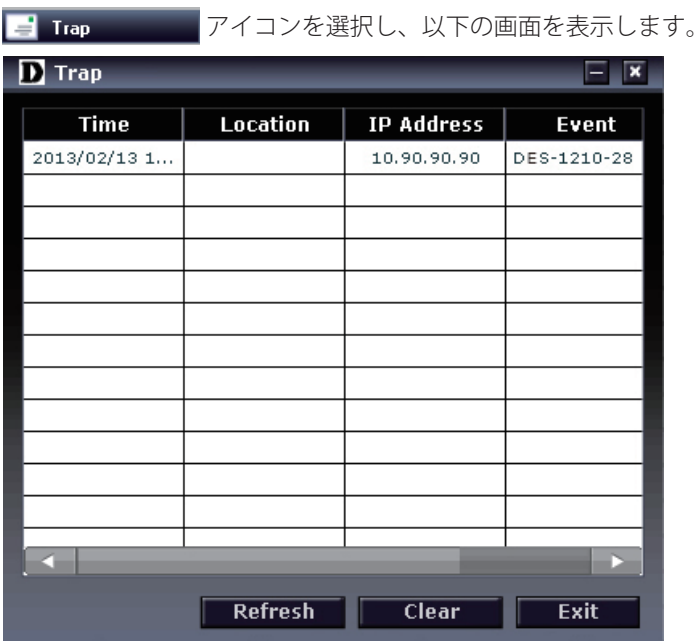 Trap アイコンを選択し、以下の画面を表示します。
D Trap
Time Location IP Address Event
2013/02/13 1... 10.90.90.90 DES-1210-28
Refresh Clear Exit